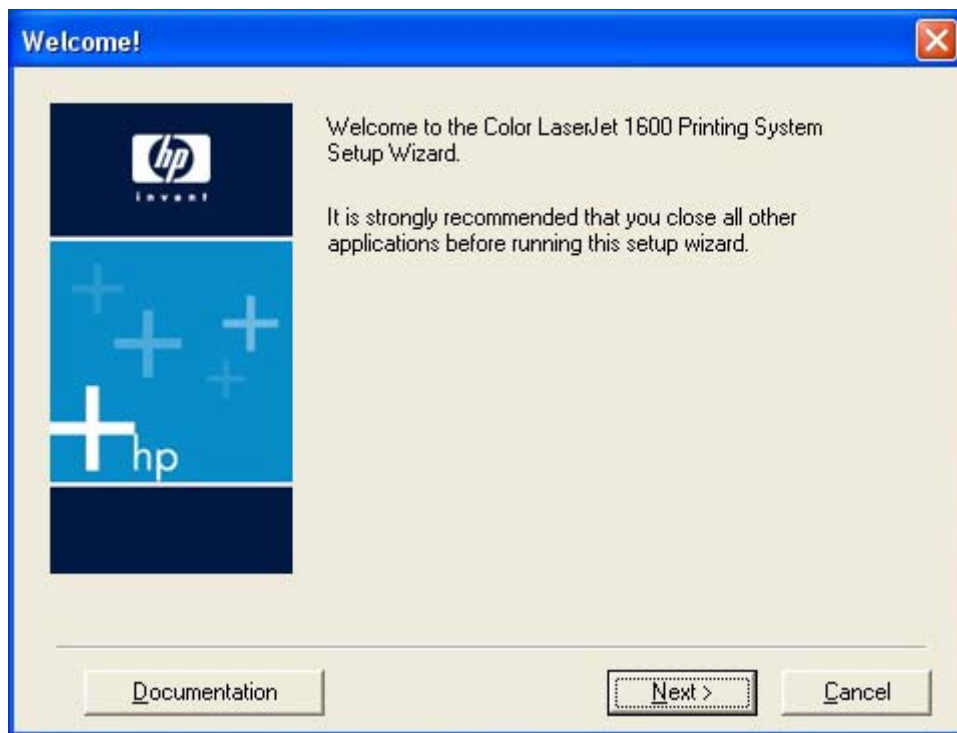 Welcome!
hp
invent
Welcome to the Color LaserJet 1600 Printing System
Setup Wizard.
It is strongly recommended that you close all other
applications before running this setup wizard.
hp
Documentation
Next >
Cancel